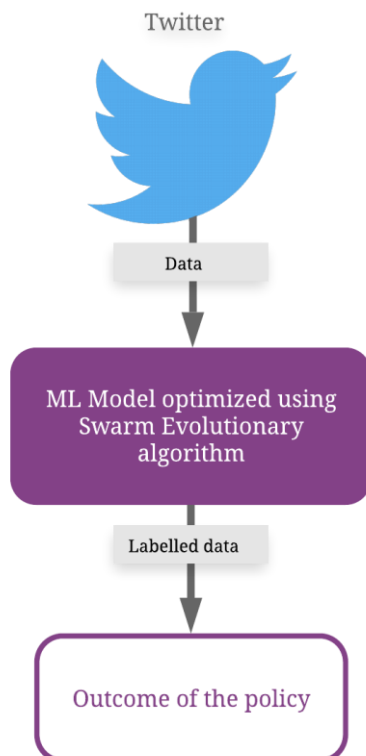 Twitter
Data
ML Model optimized using
Swarm Evolutionary
algorithm
Labelled data
Outcome of the policy